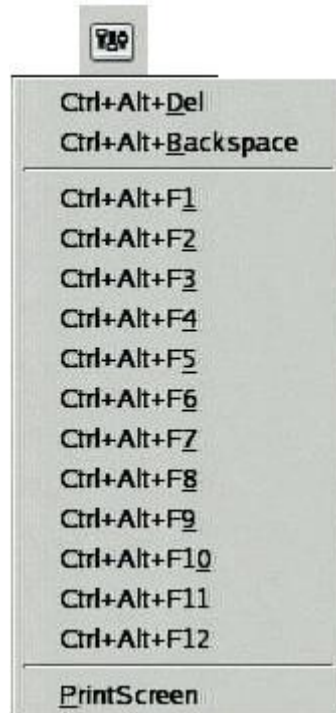 Ctrl+Alt+Del
Ctrl+Alt+Backspace
Ctrl+Alt+F1
Ctrl+Alt+F2
Ctrl+Alt+F3
Ctrl+Alt+F4
Ctrl+Alt+F5
Ctrl+Alt+F6
Ctrl+Alt+F7
Ctrl+Alt+F8
Ctrl+Alt+F9
Ctrl+Alt+F10
Ctrl+Alt+F11
Ctrl+Alt+F12
PrintScreen